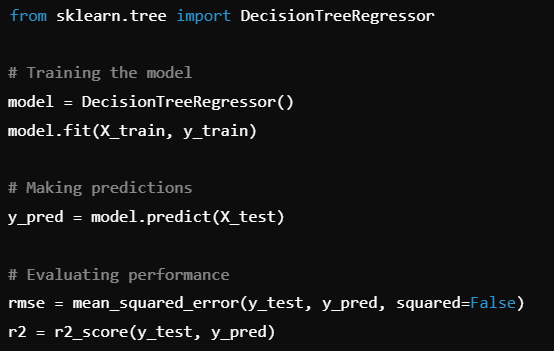 from sklearn.tree import DecisionTreeRegressor
# Training the model
model = DecisionTreeRegressor()
model.fit(X_train, y_train)
# Making predictions
y_pred = model.predict(X_test)
# Evaluating performance
rmse = mean_squared_error(y_test, y_pred, squared=False)
r2 = r2_score(y_test, y_pred)